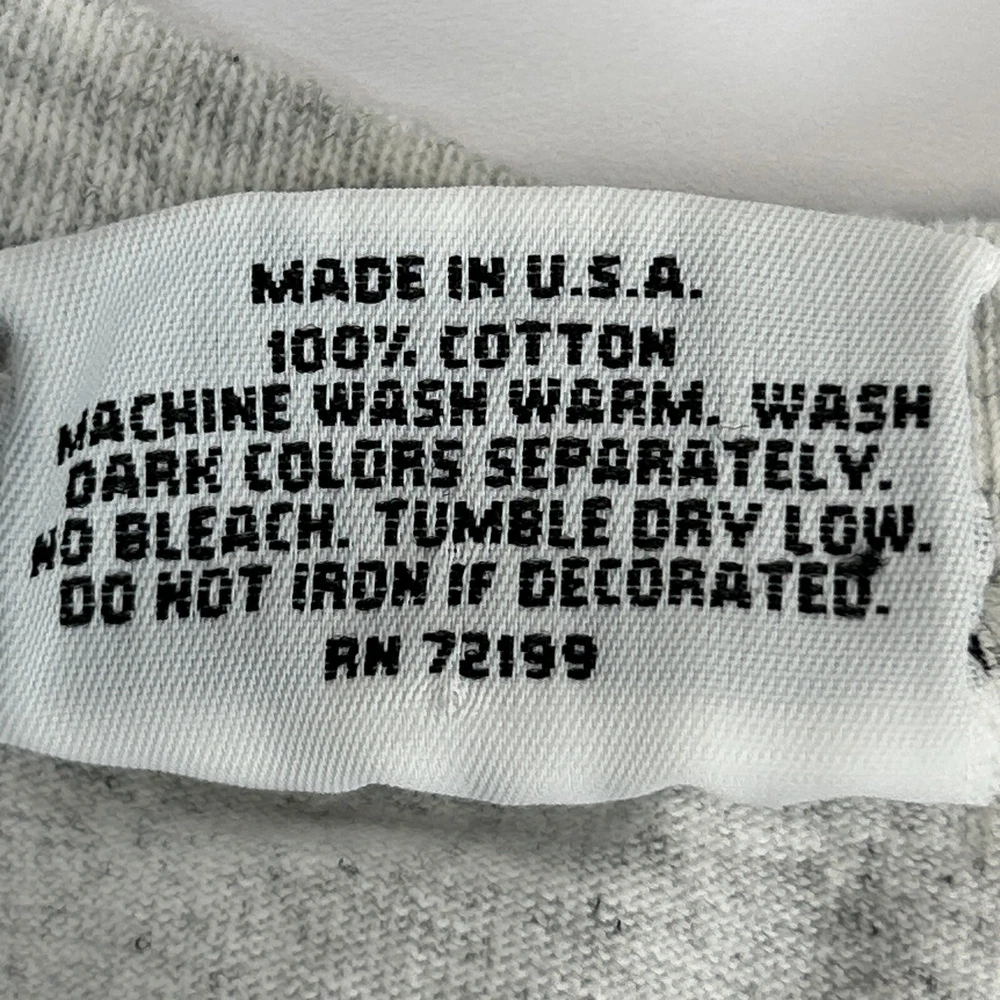 MADE IN U.S.A.
100% COTTON
MACHINE WASH WARM. WASH
DARK COLORS SEPARATELY.
NO BLEACH. TUMBLE DRY LOW.
DO NOT IRON IF DECORATED.
RN 72199